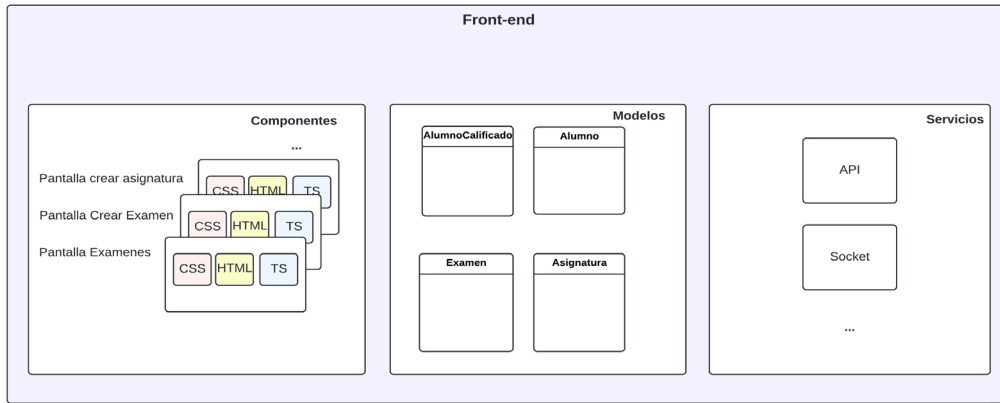 Front-end
Componentes
...
Pantalla crear asignatura
CSS HTML TS
Pantalla Crear Examen
CSS HTML TS
Pantalla Examenes
CSS HTML TS
Modelos
AlumnoCalificado
Alumno
Examen
Asignatura
Servicios
API
Socket
...